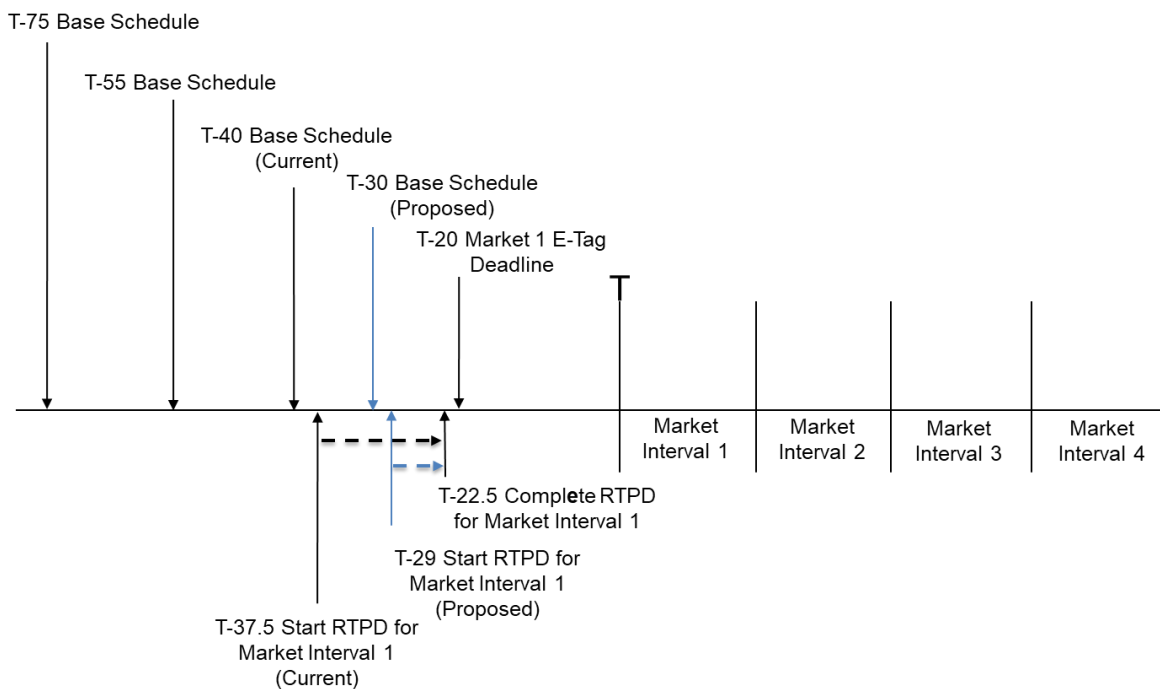 T-75 Base Schedule
T-55 Base Schedule
T-40 Base Schedule
(Current)
T-30 Base Schedule
(Proposed)
T-20 Market 1 E-Tag
Deadline
T
Market
Interval 1
Market
Interval 2
Market
Interval 3
Market
Interval 4
T-22.5 Complete RTPD
for Market Interval 1
T-29 Start RTPD for
Market Interval 1
(Proposed)
T-37.5 Start RTPD for
Market Interval 1
(Current)